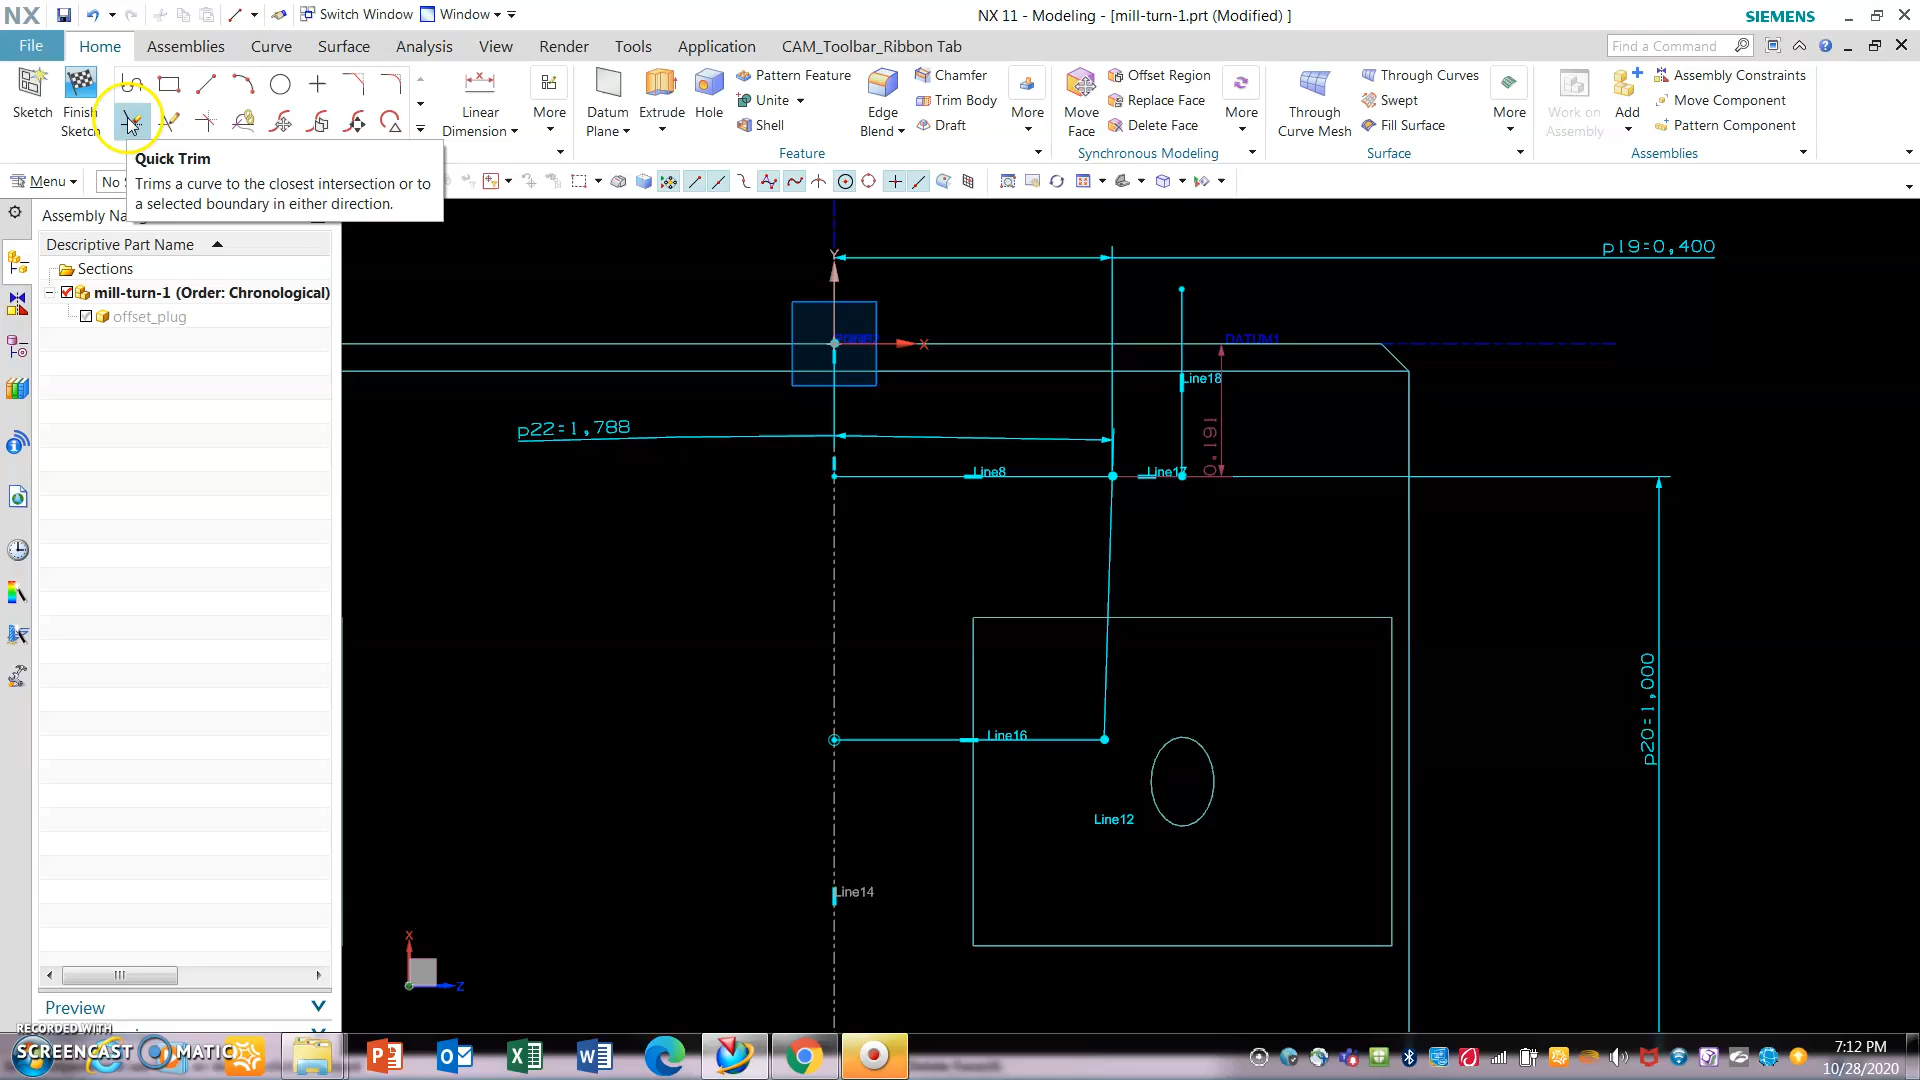 NX
Switch Window
Window
NX 11 - Modeling - [mill-turn-1.prt (Modified) ]
SIEMENS
File
Home
Assemblies
Curve
Surface
Analysis
View
Render
Tools
Application
CAM_Toolbar_Ribbon Tab
Find a Command
Sketch
Finish
Sketch
Linear
Dimension
More
Datum
Plane
Extrude
Hole
Pattern Feature
Unite
Shell
Edge
Blend
Chamfer
Trim Body
Draft
More
Feature
Move
Face
Offset Region
Replace Face
Delete Face
More
Synchronous Modeling
Through
Curve Mesh
Through Curves
Swept
Fill Surface
More
Surface
Work on
Assembly
Add
Assembly Constraints
Move Component
Pattern Component
Assemblies
Quick Trim
Trims a curve to the closest intersection or to
a selected boundary in either direction.
Menu
No S
Assembly Nav
Descriptive Part Name
Sections
mill-turn-1 (Order: Chronological)
offset_plug
p19=0,400
Y
X
DATUM1
Line18
0,191
p22=1,788
Line8
Line17
Line16
p20=1,000
Line12
Line14
X
Z
Preview
RECORDED WITH
SCREENCAST MATIC
7:12 PM
10/28/2020